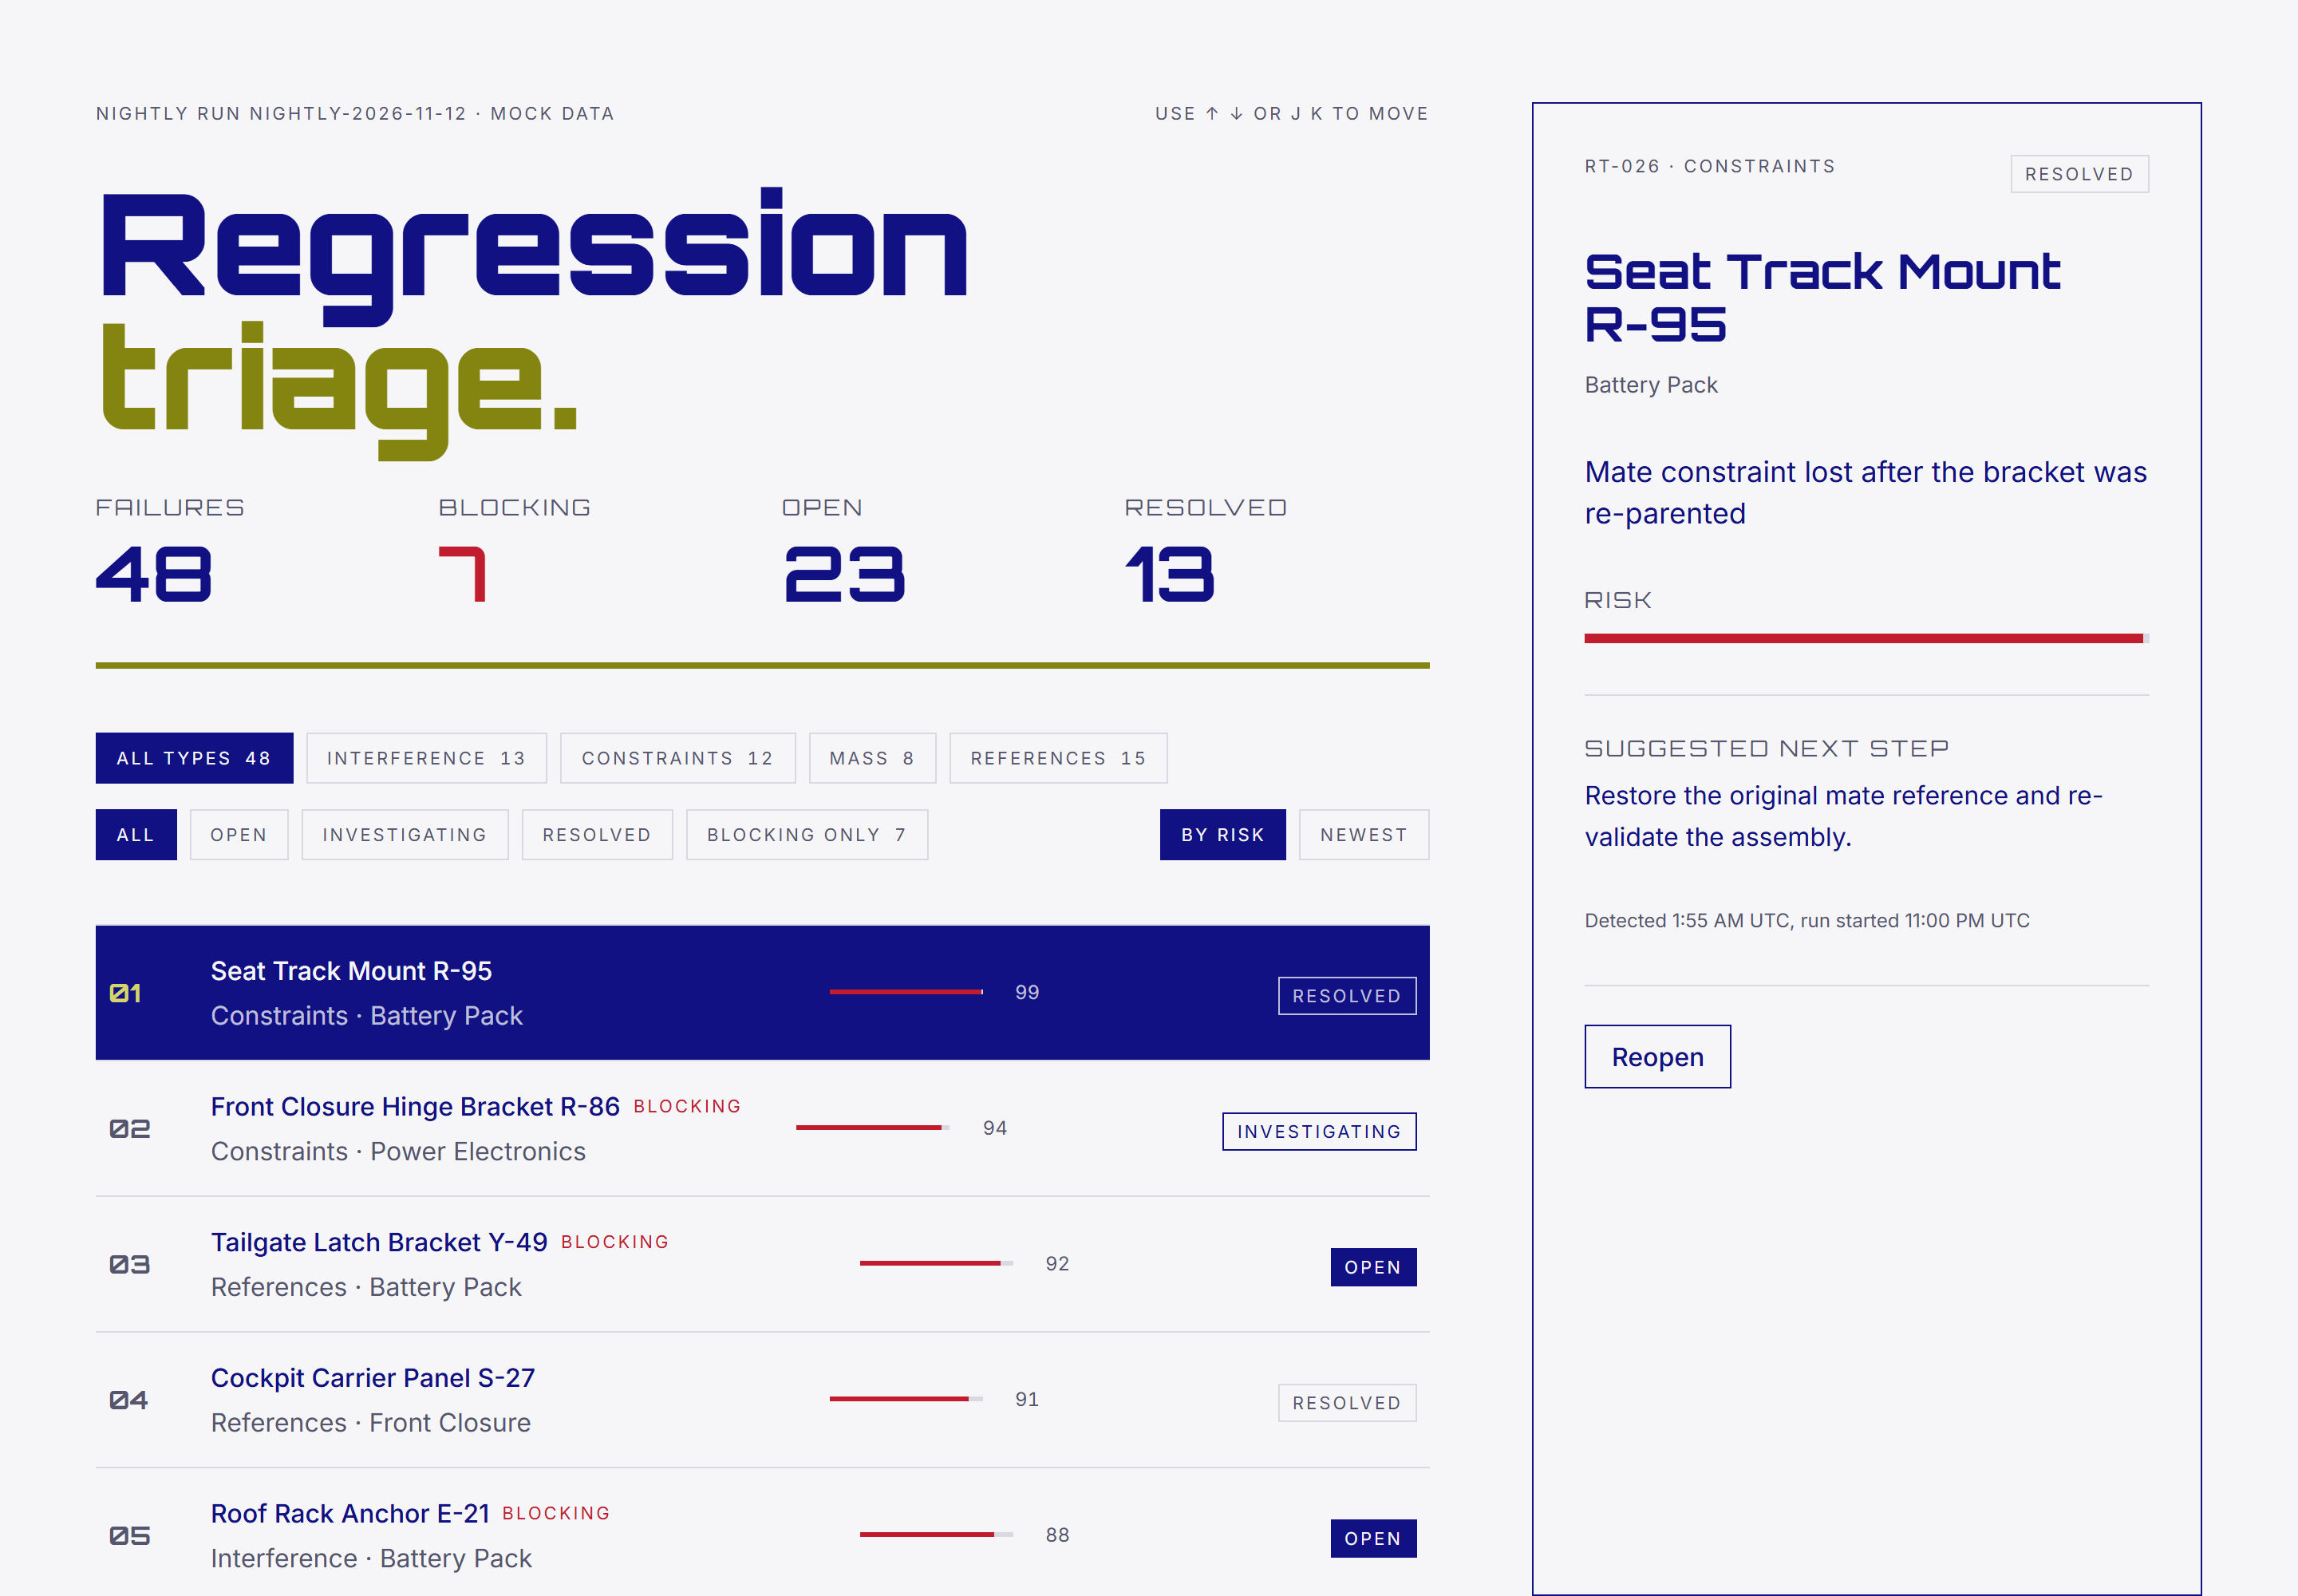 NIGHTLY RUN NIGHTLY-2026-11-12 · MOCK DATA
USE ↑ ↓ OR J K TO MOVE
Regression
triage.
FAILURES
BLOCKING
OPEN
RESOLVED
48
7
23
13
ALL TYPES 48
INTERFERENCE 13
CONSTRAINTS 12
MASS 8
REFERENCES 15
ALL
OPEN
INVESTIGATING
RESOLVED
BLOCKING ONLY 7
BY RISK
NEWEST
01
Seat Track Mount R-95
Constraints · Battery Pack
99
RESOLVED
02
Front Closure Hinge Bracket R-86 BLOCKING
Constraints · Power Electronics
94
INVESTIGATING
03
Tailgate Latch Bracket Y-49 BLOCKING
References · Battery Pack
92
OPEN
04
Cockpit Carrier Panel S-27
References · Front Closure
91
RESOLVED
05
Roof Rack Anchor E-21 BLOCKING
Interference · Battery Pack
88
OPEN
RT-026 · CONSTRAINTS
RESOLVED
Seat Track Mount
R-95
Battery Pack
Mate constraint lost after the bracket was
re-parented
RISK
SUGGESTED NEXT STEP
Restore the original mate reference and re-
validate the assembly.
Detected 1:55 AM UTC, run started 11:00 PM UTC
Reopen